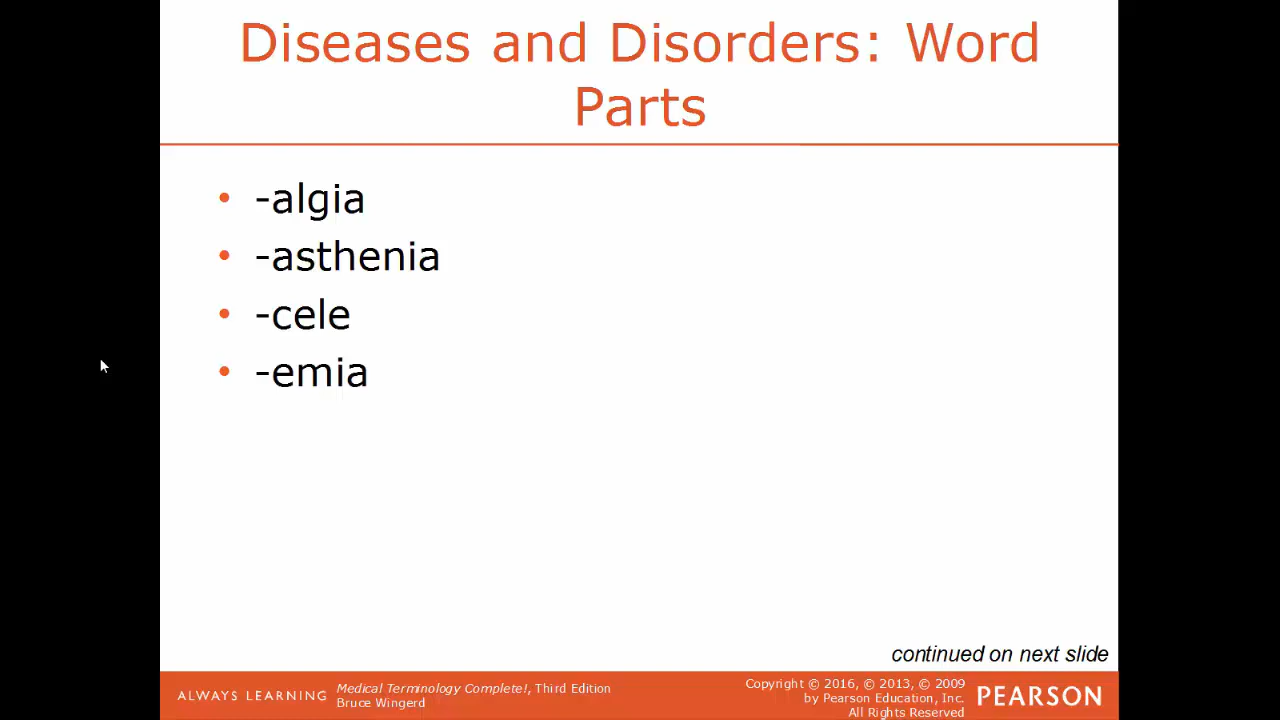 Diseases and Disorders: Word
Parts
• -algia
• -asthenia
• -cele
• -emia
continued on next slide
ALWAYS LEARNING
Medical Terminology Complete!, Third Edition
Bruce Wingerd
Copyright © 2016, © 2013, © 2009
by Pearson Education, Inc.
All Rights Reserved
PEARSON